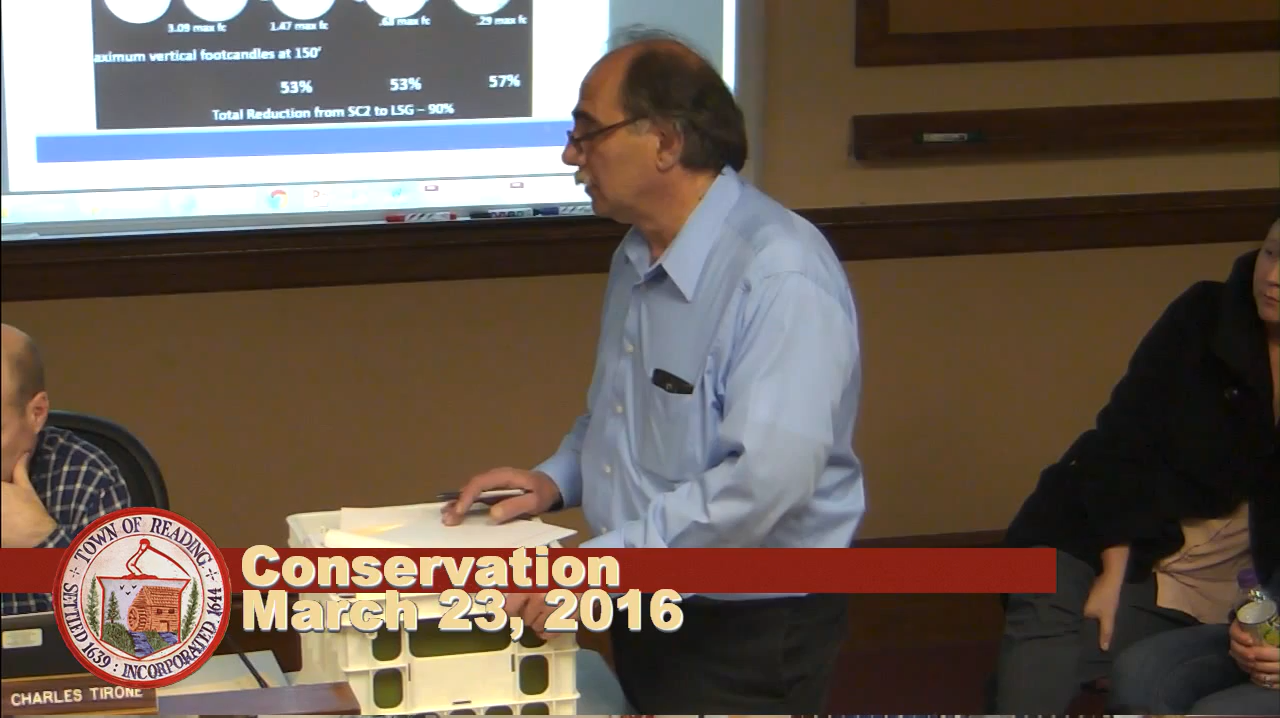 3.09 max fc 1.47 max fc .68 max fc .29 max fc
aximum vertical footcandles at 150'
53% 53% 57%
Total Reduction from SC2 to LSG – 90%
TOWN OF READING
SETTLED 1639 : INCORPORATED 1644
Conservation
March 23, 2016
CHARLES TIRONE